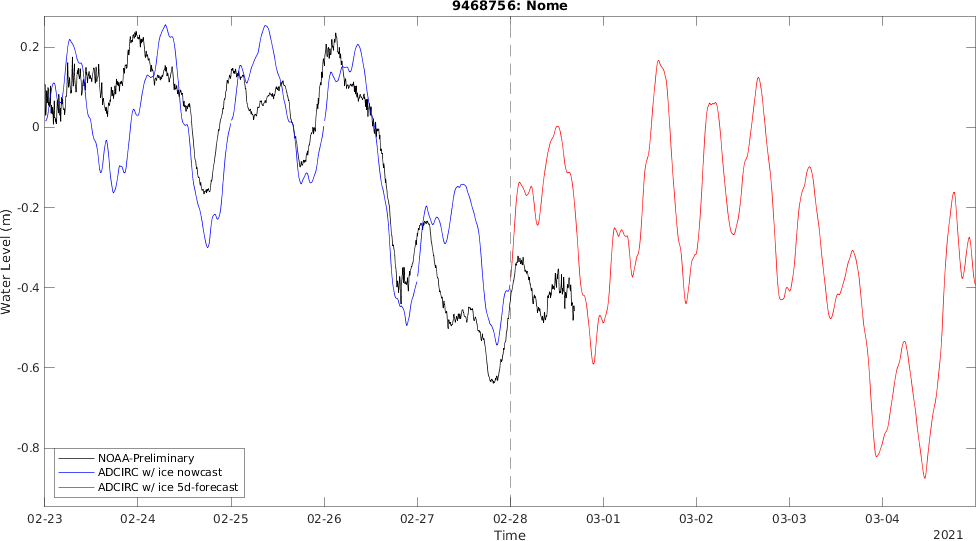 9468756: Nome
0.2
0
-0.2
-0.4
-0.6
-0.8
Water Level (m)
NOAA-Preliminary
ADCIRC w/ ice nowcast
ADCIRC w/ ice 5d-forecast
02-23 02-24 02-25 02-26 02-27 02-28 03-01 03-02 03-03 03-04
Time
2021